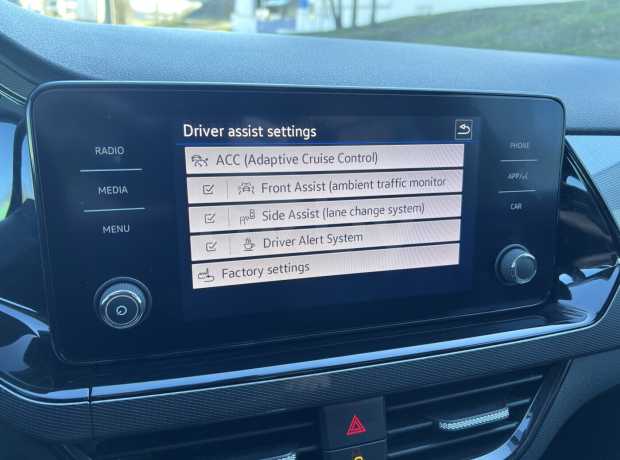 Driver assist settings
ACC (Adaptive Cruise Control)
Front Assist (ambient traffic monitor
Side Assist (lane change system)
Driver Alert System
Factory settings
RADIO
MEDIA
MENU
PHONE
APP/
CAR